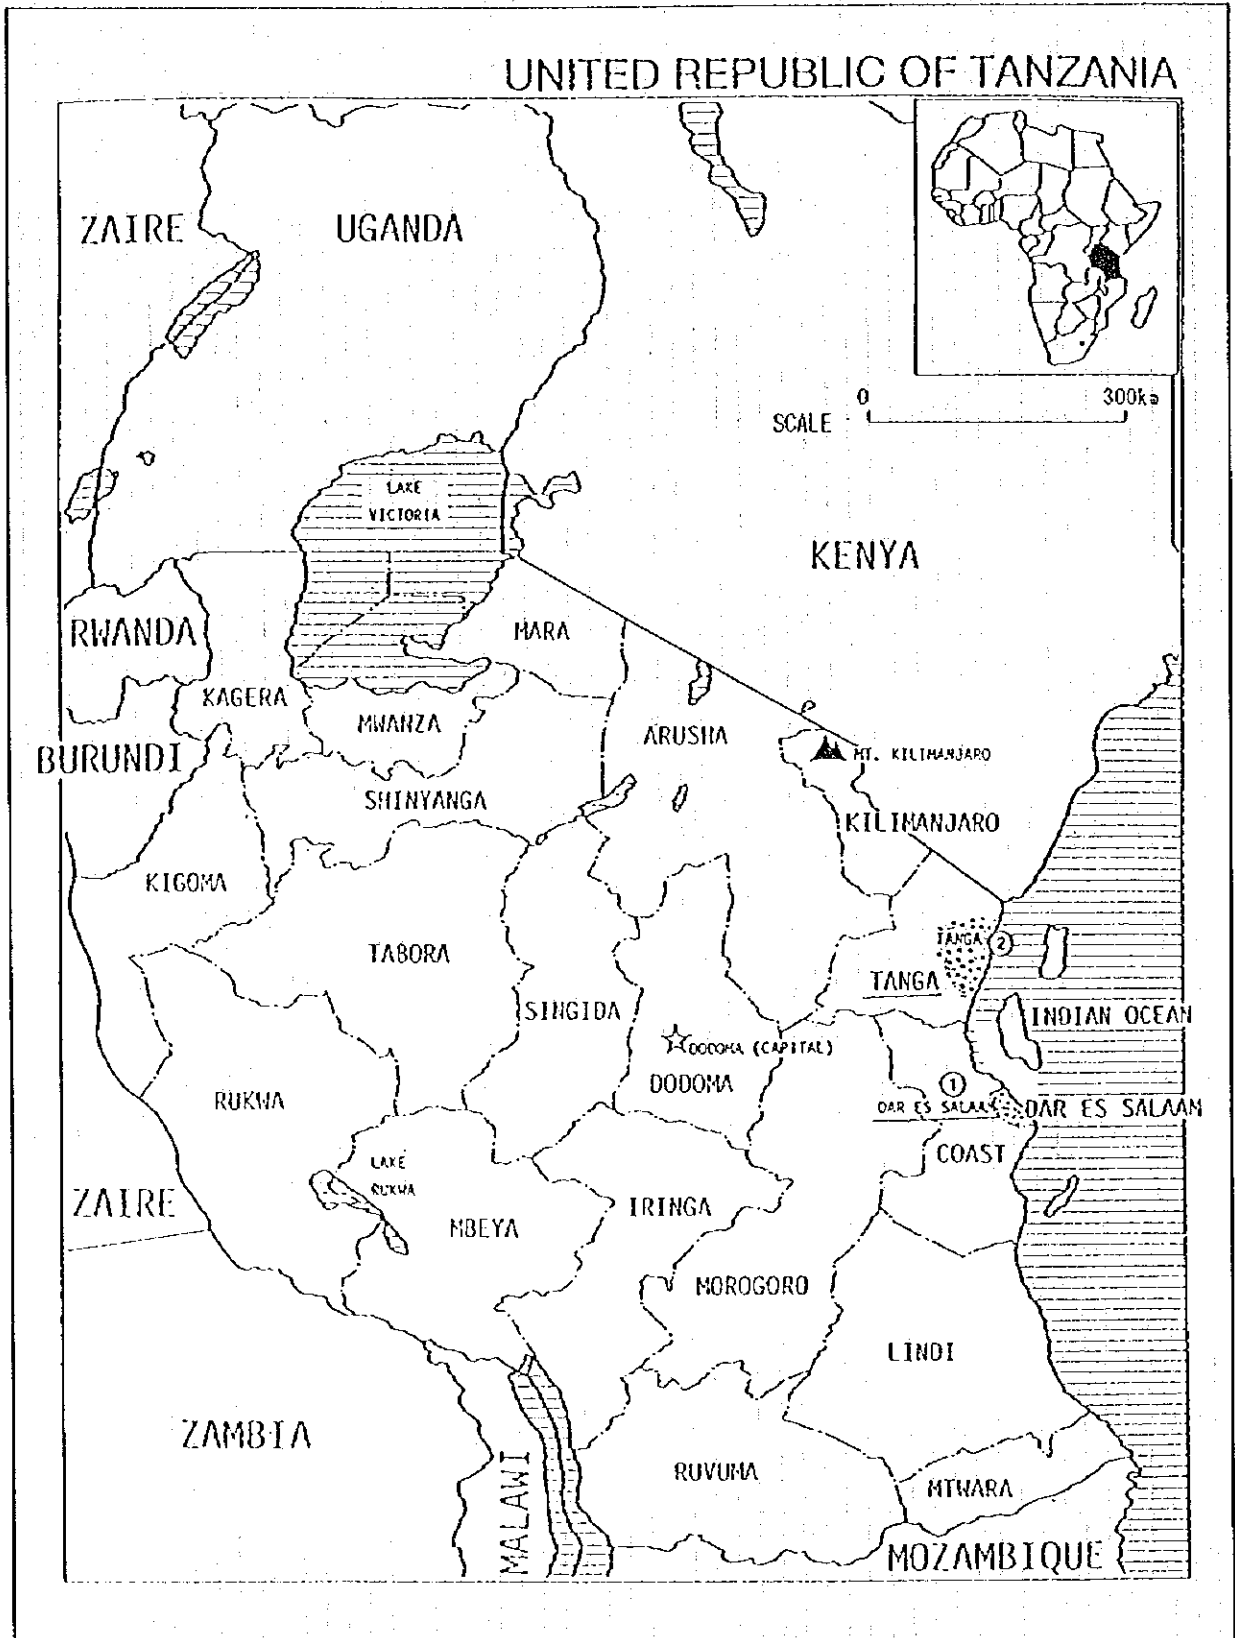 UNITED REPUBLIC OF TANZANIA
ZAIRE
UGANDA
0
300km
SCALE
LAKE
VICTORIA
KENYA
RWANDA
MARA
KAGERA
MWANZA
ARUSHA
BURUNDI
MT. KILIMANJARO
SHINYANGA
KILIMANJARO
KIGOMA
TABORA
TANGA
2
TANGA
SINGIDA
INDIAN OCEAN
DODOMA (CAPITAL)
DODOMA
1
RUKWA
DAR ES SALAAM
DAR ES SALAAM
COAST
LAKE
RUKWA
ZAIRE
IRINGA
MBEYA
MOROGORO
LINDI
ZAMBIA
MALAWI
RUVUMA
MTWARA
MOZAMBIQUE